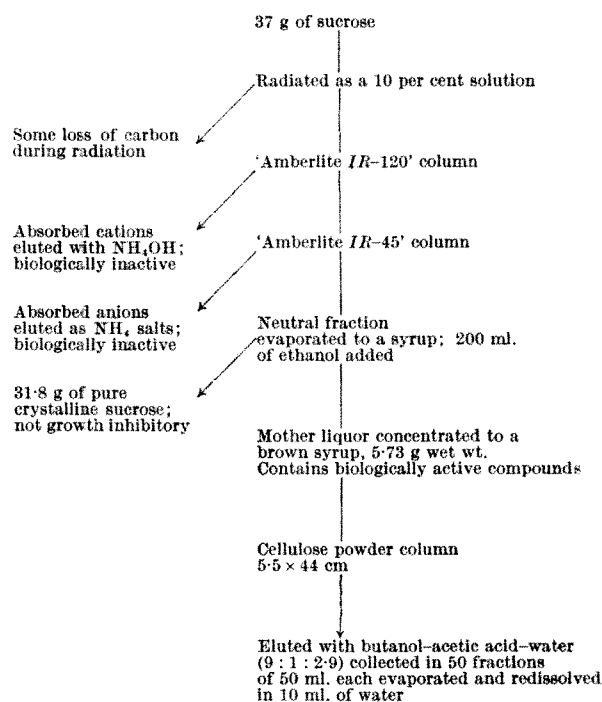 37 g of sucrose
Radiated as a 10 per cent solution
Some loss of carbon
during radiation
'Amberlite IR-120' column
Absorbed cations
eluted with NH₄OH;
biologically inactive
'Amberlite IR-45' column
Absorbed anions
eluted as NH₄ salts;
biologically inactive
Neutral fraction
evaporated to a syrup; 200 ml.
of ethanol added
31·8 g of pure
crystalline sucrose;
not growth inhibitory
Mother liquor concentrated to a
brown syrup, 5·73 g wet wt.
Contains biologically active compounds
Cellulose powder column
5·5 × 44 cm
Eluted with butanol-acetic acid-water
(9 : 1 : 2·9) collected in 50 fractions
of 50 ml. each evaporated and redissolved
in 10 ml. of water